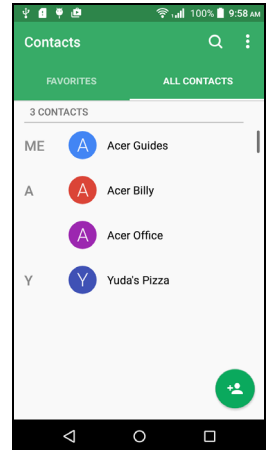 100% 9:58 AM
Contacts
FAVORITES ALL CONTACTS
3 CONTACTS
ME A Acer Guides
A A Acer Billy
A Acer Office
Y Y Yuda's Pizza